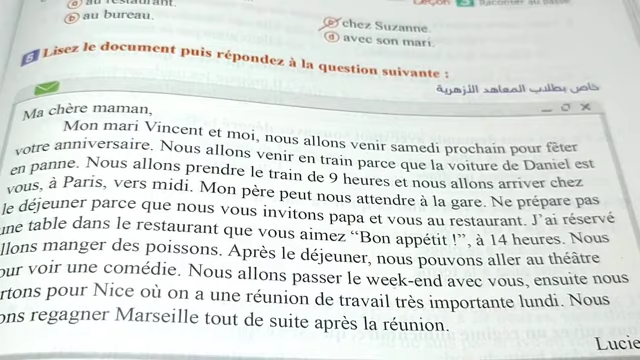 ⓐ au restaurant.
ⓑ au bureau.
ⓒ chez Suzanne.
ⓓ avec son mari.
5 Lisez le document puis répondez à la question suivante :
خاص بطلاب المعاهد الأزهرية
Ma chère maman,
Mon mari Vincent et moi, nous allons venir samedi prochain pour fêter
votre anniversaire. Nous allons venir en train parce que la voiture de Daniel est
en panne. Nous allons prendre le train de 9 heures et nous allons arriver chez
vous, à Paris, vers midi. Mon père peut nous attendre à la gare. Ne prépare pas
le déjeuner parce que nous vous invitons papa et vous au restaurant. J'ai réservé
une table dans le restaurant que vous aimez "Bon appétit !", à 14 heures. Nous
llons manger des poissons. Après le déjeuner, nous pouvons aller au théâtre
our voir une comédie. Nous allons passer le week-end avec vous, ensuite nous
rtons pour Nice où on a une réunion de travail très importante lundi. Nous
ons regagner Marseille tout de suite après la réunion.
Lucie